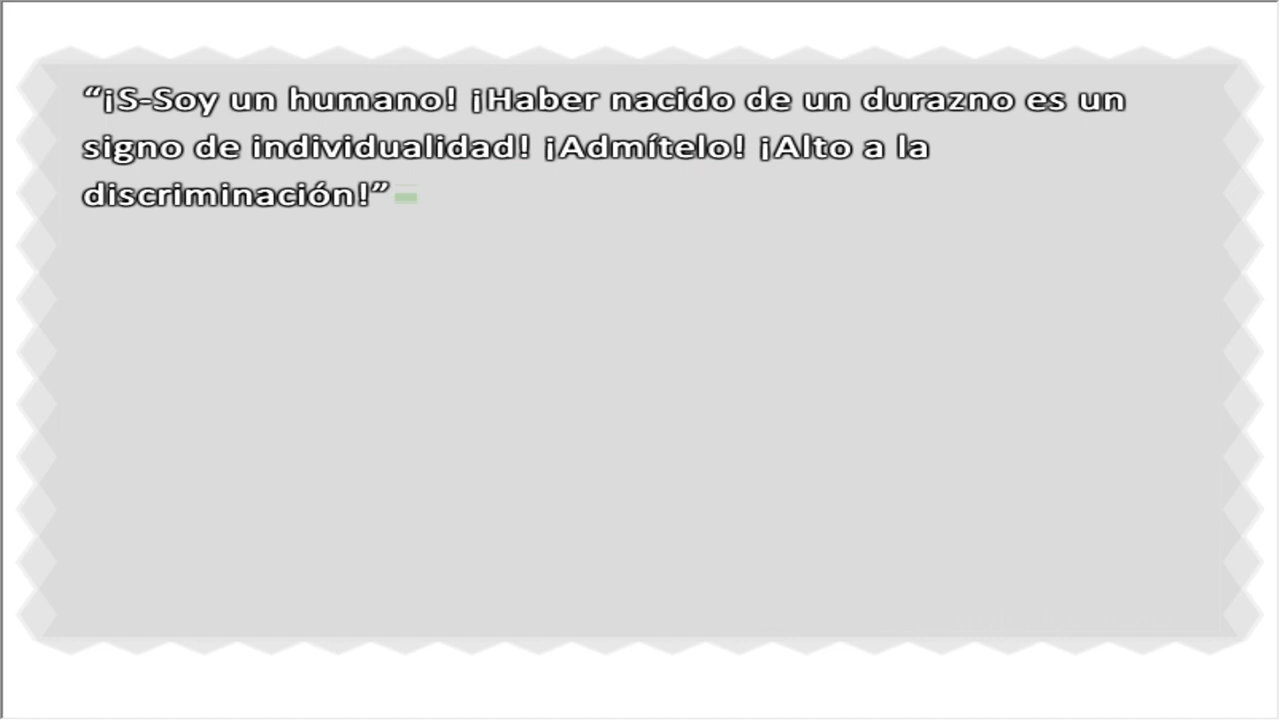 “¡S-Soy un humano! ¡Haber nacido de un durazno es un
signo de individualidad! ¡Admítelo! ¡Alto a la
discriminación!”